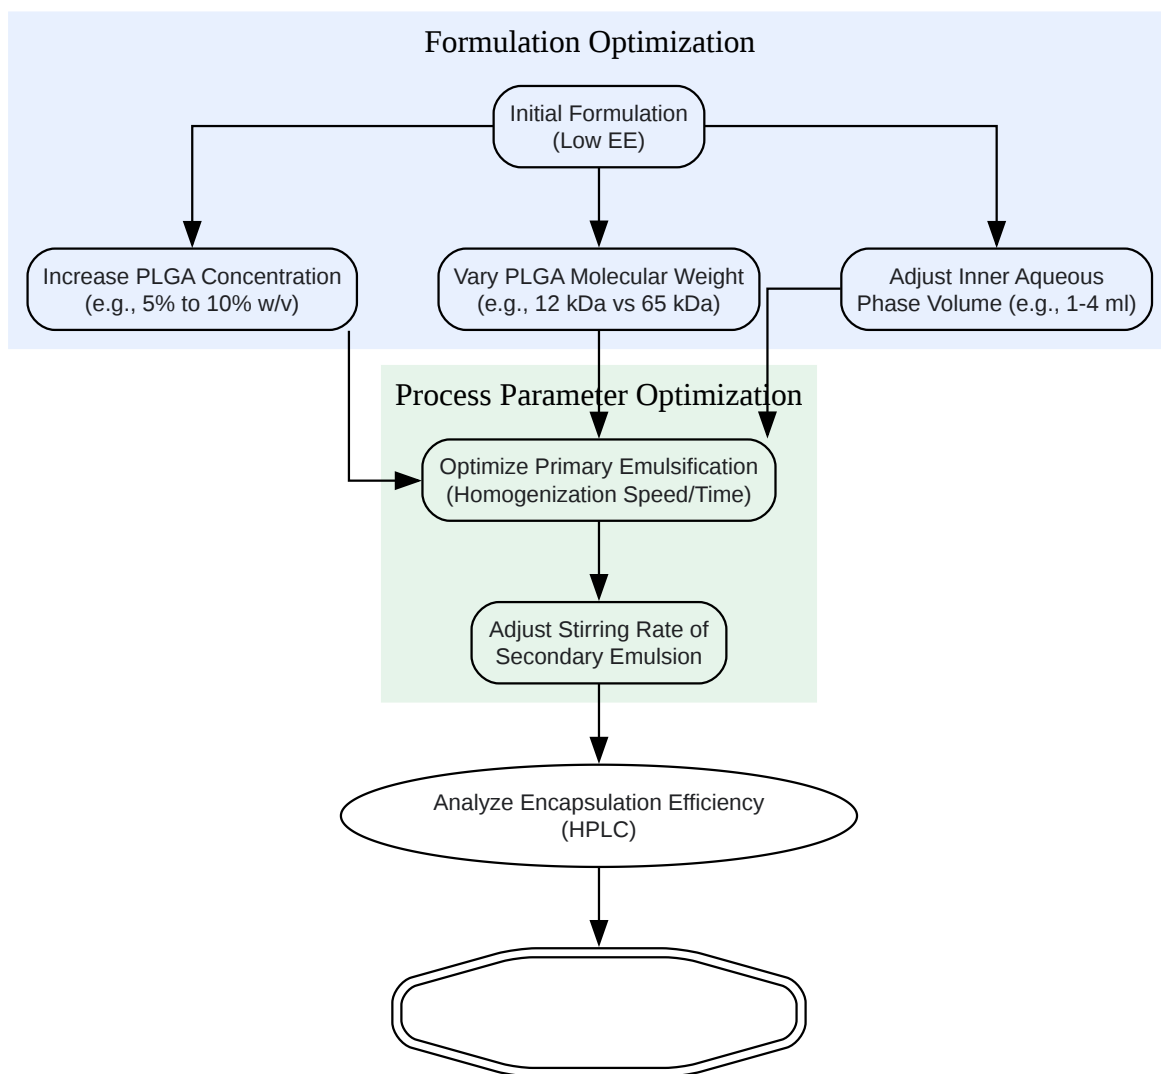 Formulation Optimization
Initial Formulation
(Low EE)
Increase PLGA Concentration
(e.g., 5% to 10% w/v)
Vary PLGA Molecular Weight
(e.g., 12 kDa vs 65 kDa)
Adjust Inner Aqueous
Phase Volume (e.g., 1-4 ml)
Process Parameter Optimization
Optimize Primary Emulsification
(Homogenization Speed/Time)
Adjust Stirring Rate of
Secondary Emulsion
Analyze Encapsulation Efficiency
(HPLC)